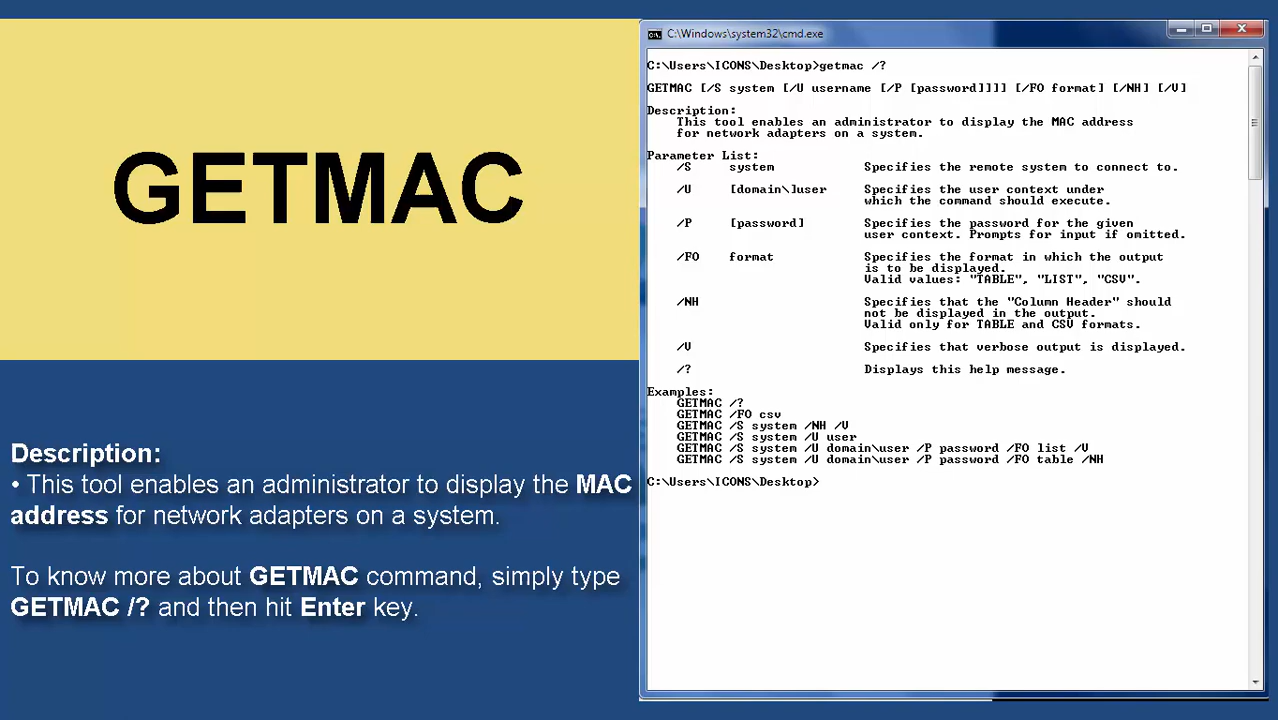 GETMAC
Description:
• This tool enables an administrator to display the MAC
address for network adapters on a system.
To know more about GETMAC command, simply type
GETMAC /? and then hit Enter key.
C:\Windows\system32\cmd.exe
C:\Users\ICONS\Desktop>getmac /?
GETMAC [/S system [/U username [/P [password]]]] [/FO format] [/NH] [/V]
Description:
This tool enables an administrator to display the MAC address
for network adapters on a system.
Parameter List:
/S system Specifies the remote system to connect to.
/U [domain\]user Specifies the user context under
which the command should execute.
/P [password] Specifies the password for the given
user context. Prompts for input if omitted.
/FO format Specifies the format in which the output
is to be displayed.
Valid values: "TABLE", "LIST", "CSV".
/NH Specifies that the "Column Header" should
not be displayed in the output.
Valid only for TABLE and CSV formats.
/V Specifies that verbose output is displayed.
/? Displays this help message.
Examples:
GETMAC /?
GETMAC /FO csv
GETMAC /S system /NH /V
GETMAC /S system /U user
GETMAC /S system /U domain\user /P password /FO list /V
GETMAC /S system /U domain\user /P password /FO table /NH
C:\Users\ICONS\Desktop>